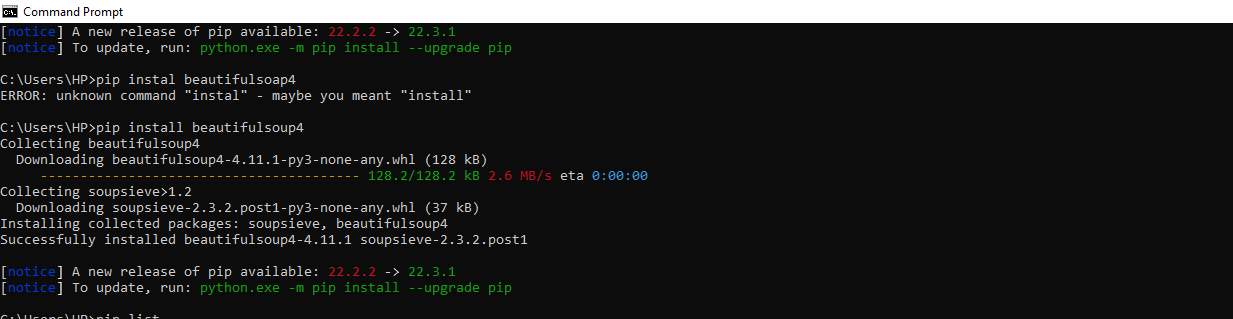 Command Prompt
[notice] A new release of pip available: 22.2.2 -> 22.3.1
[notice] To update, run: python.exe -m pip install --upgrade pip
C:\Users\HP>pip instal beautifulsoap4
ERROR: unknown command "instal" - maybe you meant "install"
C:\Users\HP>pip install beautifulsoup4
Collecting beautifulsoup4
Downloading beautifulsoup4-4.11.1-py3-none-any.whl (128 kB)
---------------------------------------- 128.2/128.2 kB 2.6 MB/s eta 0:00:00
Collecting soupsieve>1.2
Downloading soupsieve-2.3.2.post1-py3-none-any.whl (37 kB)
Installing collected packages: soupsieve, beautifulsoup4
Successfully installed beautifulsoup4-4.11.1 soupsieve-2.3.2.post1
[notice] A new release of pip available: 22.2.2 -> 22.3.1
[notice] To update, run: python.exe -m pip install --upgrade pip
C:\Users\HP>pip list